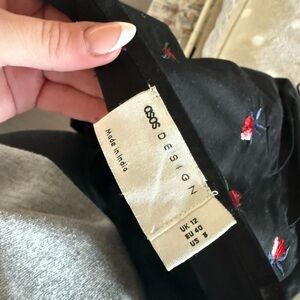 asos DESIGN
Made in India
UK 12
EU 40
US 8